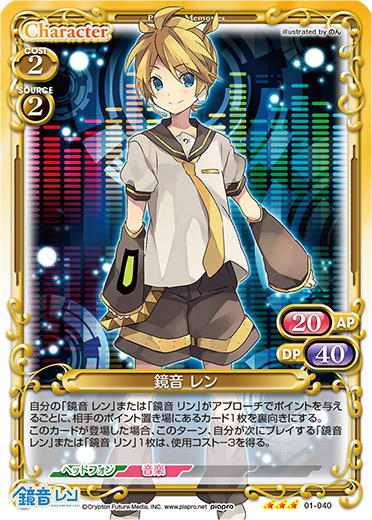 Precious Memories
Character
illustrated by のん
COST
2
SOURCE
2
20 AP
DP 40
鏡音 レン
自分の「鏡音 レン」または「鏡音 リン」がアプローチでポイントを与え
るごとに、相手のポイント置き場にあるカード1枚を裏向きにする。
このカードが登場した場合、このターン、自分が次にプレイする「鏡音
レン」または「鏡音 リン」1枚は、使用コスト－3を得る。
ヘッドフォン 音楽
鏡音レン
KAGAMINE LEN
©Crypton Future Media, INC. www.piapro.net piapro
★★★ 01-040